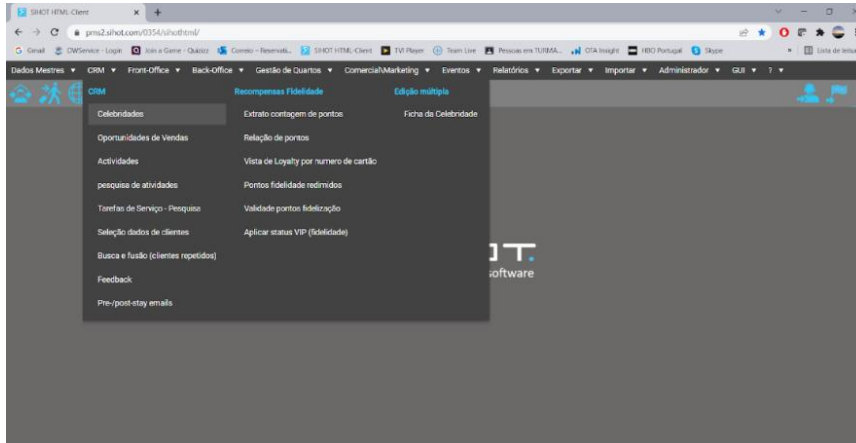 SIHOT HTML-Client
pms2.sihot.com/0354/sihothtml/
Gmail OWService - Login Join a Game - Quizizz Correio – Reservati... SIHOT HTML-Client TVI Player Team Live Pessoas em TURIMA... OTA Insight HBO Portugal Skype » Lista de leitura
Dados Mestres CRM Front-Office Back-Office Gestão de Quartos Comercial\Marketing Eventos Relatórios Exportar Importar Administrador GUI ?
CRM Recompensas Fidelidade Edição múltipla
Celebridades Extrato contagem de pontos Ficha da Celebridade
Oportunidades de Vendas Relação de pontos
Actividades Vista de Loyalty por numero de cartão
pesquisa de atividades Pontos fidelidade redimidos
Tarefas de Serviço - Pesquisa Validade pontos fidelização
Seleção dados de clientes Aplicar status VIP (fidelidade)
Busca e fusão (clientes repetidos)
software
Feedback
Pre-/post-stay emails